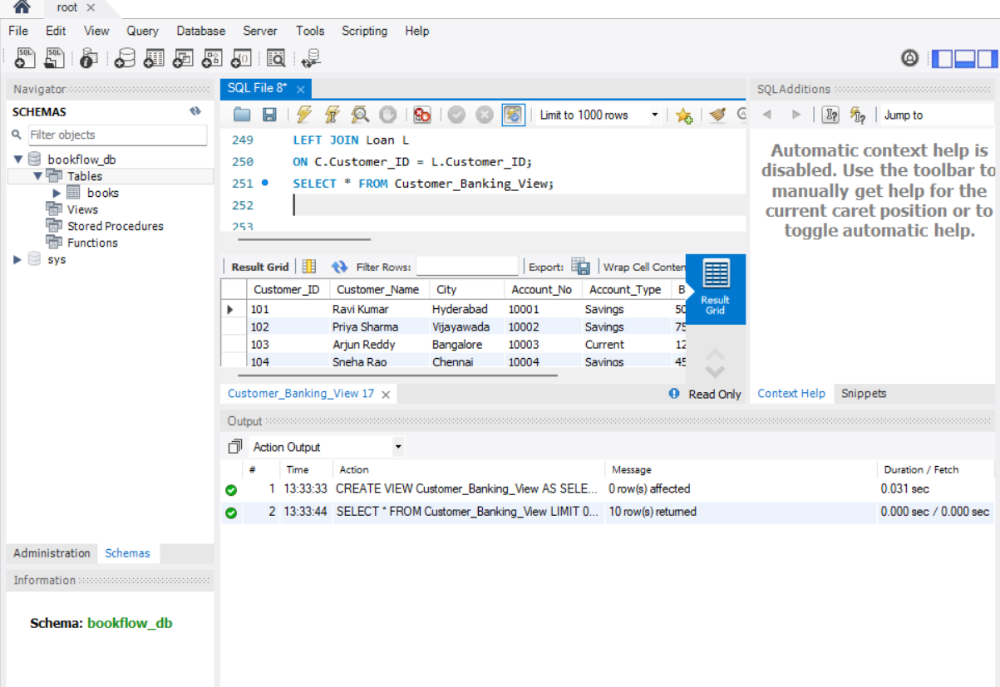 root
File Edit View Query Database Server Tools Scripting Help
Navigator
SCHEMAS
Filter objects
bookflow_db
Tables
books
Views
Stored Procedures
Functions
sys
Administration Schemas
Information
Schema: bookflow_db
SQL File 8*
Limit to 1000 rows
249 LEFT JOIN Loan L
250 ON C.Customer_ID = L.Customer_ID;
251 SELECT * FROM Customer_Banking_View;
252
253
Result Grid Filter Rows: Export: Wrap Cell Conten
Customer_ID Customer_Name City Account_No Account_Type B
101 Ravi Kumar Hyderabad 10001 Savings 50
102 Priya Sharma Vijayawada 10002 Savings 75
103 Arjun Reddy Bangalore 10003 Current 12
104 Sneha Rao Chennai 10004 Savings 45
Result
Grid
Customer_Banking_View 17
Read Only
SQLAdditions
Jump to
Automatic context help is
disabled. Use the toolbar to
manually get help for the
current caret position or to
toggle automatic help.
Context Help Snippets
Output
Action Output
# Time Action Message Duration / Fetch
1 13:33:33 CREATE VIEW Customer_Banking_View AS SELE... 0 row(s) affected 0.031 sec
2 13:33:44 SELECT * FROM Customer_Banking_View LIMIT 0... 10 row(s) returned 0.000 sec / 0.000 sec